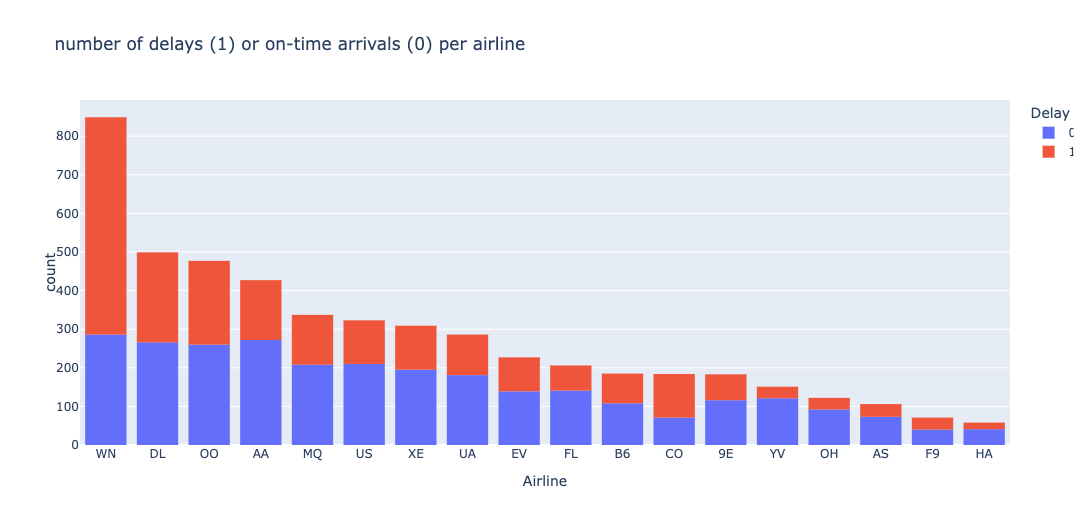 number of delays (1) or on-time arrivals (0) per airline
Delay
0
1
count
800
700
600
500
400
300
200
100
0
WN DL OO AA MQ US XE UA EV FL B6 CO 9E YV OH AS F9 HA
Airline